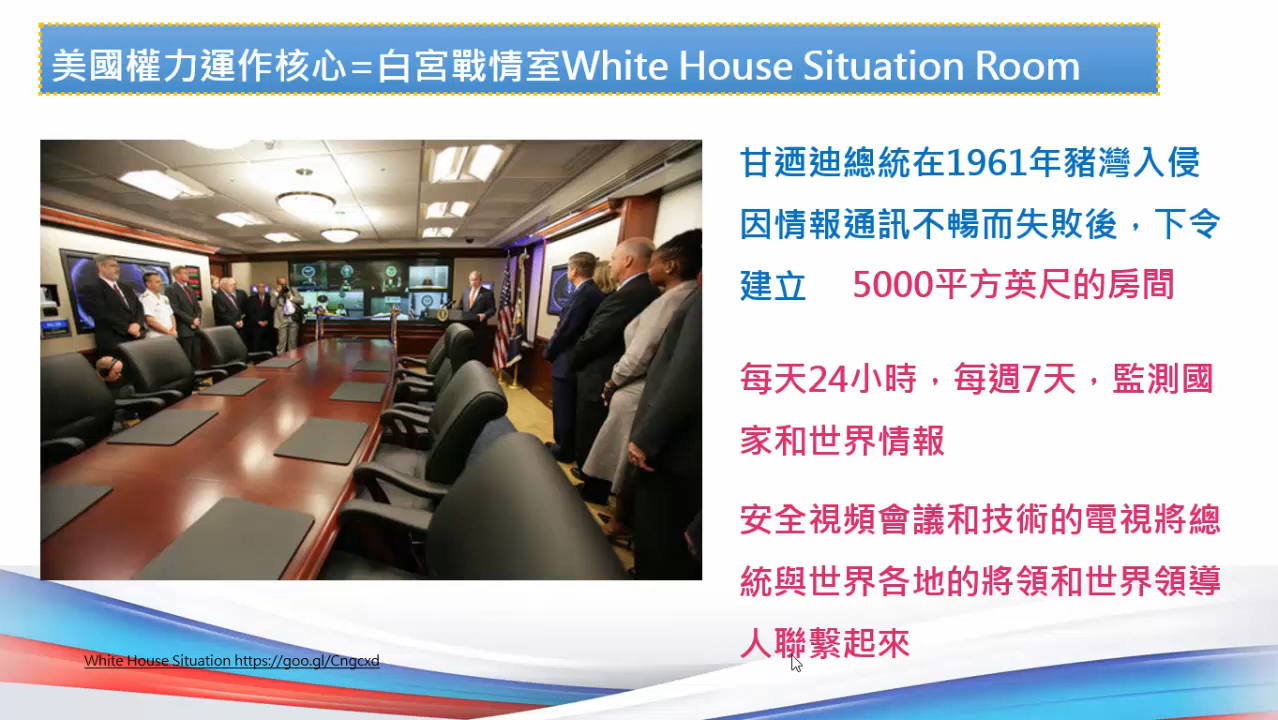 美國權力運作核心=白宮戰情室White House Situation Room
甘迺迪總統在1961年豬灣入侵
因情報通訊不暢而失敗後，下令
建立 5000平方英尺的房間
每天24小時，每週7天，監測國
家和世界情報
安全視頻會議和技術的電視將總
統與世界各地的將領和世界領導
人聯繫起來
White House Situation https://goo.gl/Cngcxd